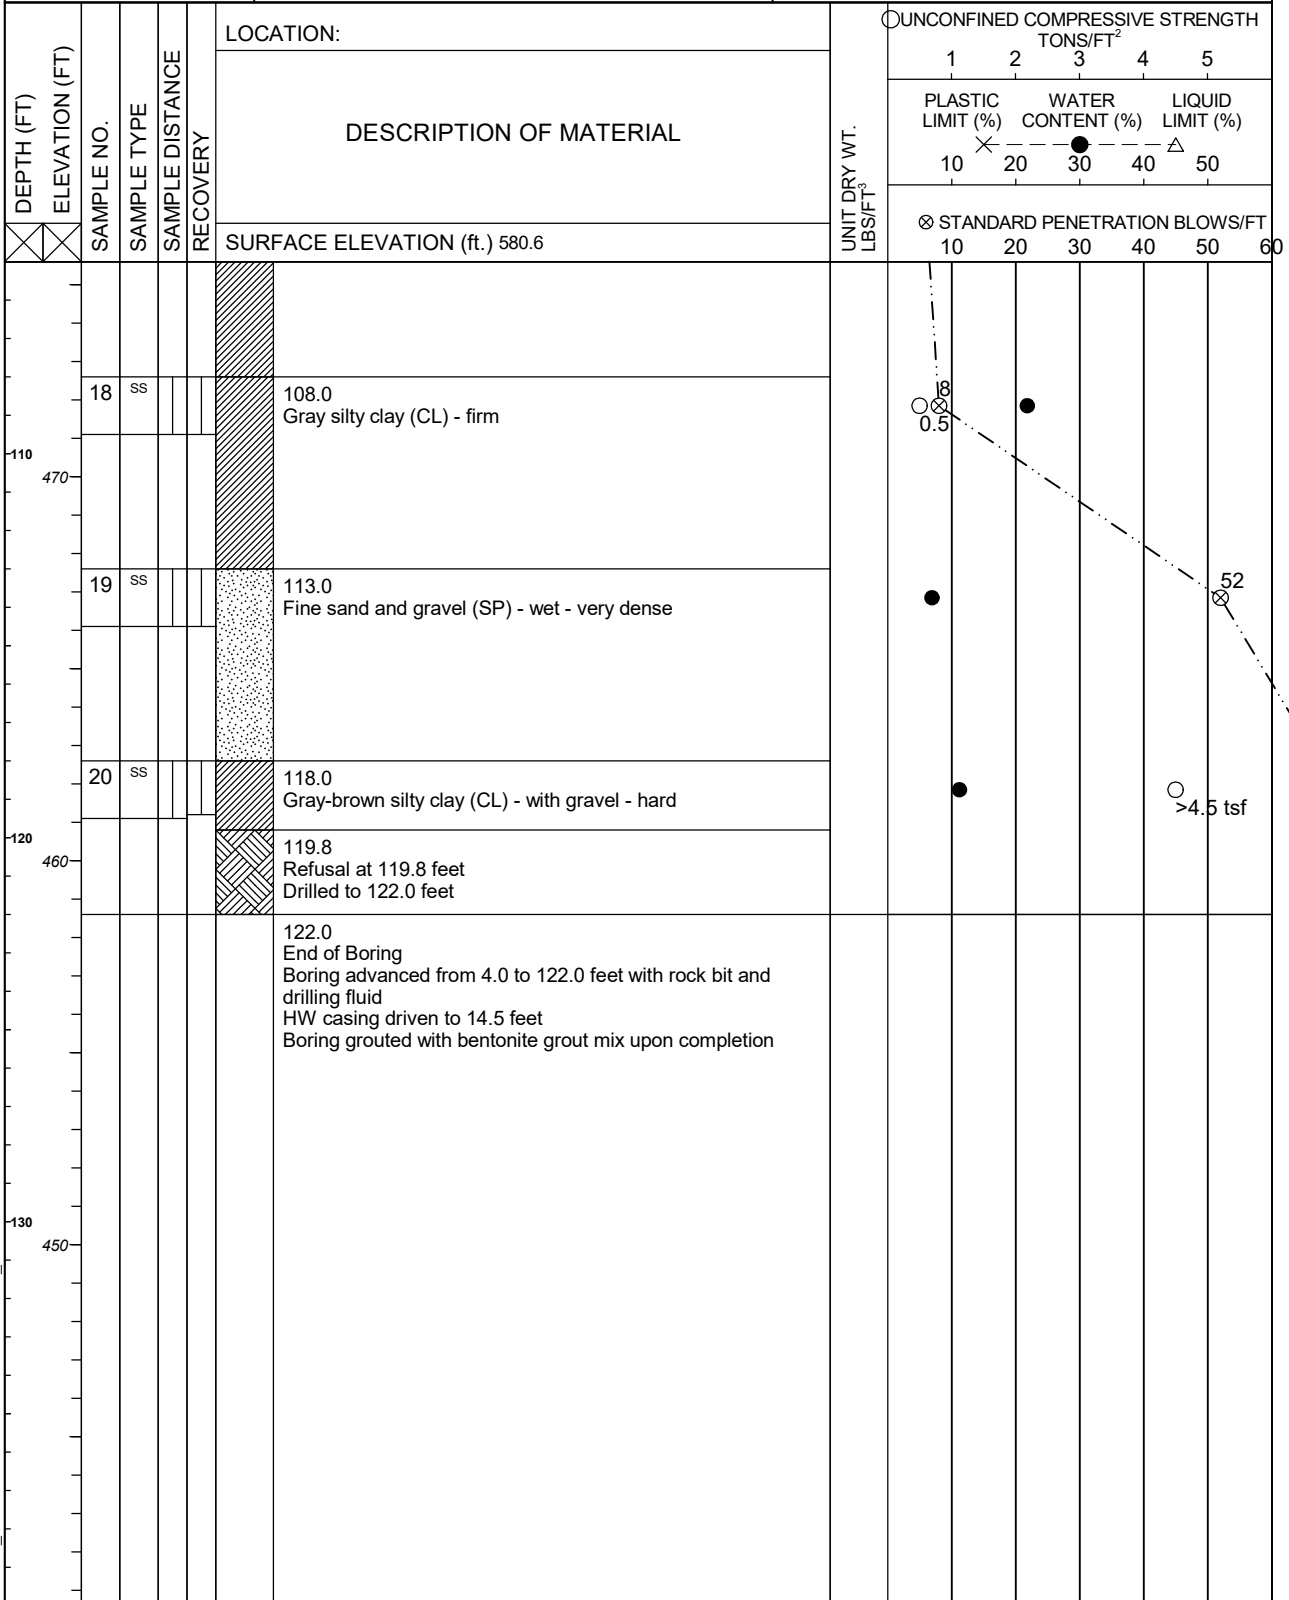 LOCATION:
DEPTH (FT)
ELEVATION (FT)
SAMPLE NO.
SAMPLE TYPE
SAMPLE DISTANCE
RECOVERY
DESCRIPTION OF MATERIAL
SURFACE ELEVATION (ft.) 580.6
UNIT DRY WT.
LBS/FT³
UNCONFINED COMPRESSIVE STRENGTH
TONS/FT²
1 2 3 4 5
PLASTIC WATER LIQUID
LIMIT (%) CONTENT (%) LIMIT (%)
10 20 30 40 50
STANDARD PENETRATION BLOWS/FT
10 20 30 40 50 60
18 SS 108.0 8
Gray silty clay (CL) - firm 0.5
110
470
19 SS 113.0 52
Fine sand and gravel (SP) - wet - very dense
20 SS 118.0
Gray-brown silty clay (CL) - with gravel - hard >4.5 tsf
120
460
119.8
Refusal at 119.8 feet
Drilled to 122.0 feet
122.0
End of Boring
Boring advanced from 4.0 to 122.0 feet with rock bit and
drilling fluid
HW casing driven to 14.5 feet
Boring grouted with bentonite grout mix upon completion
130
450